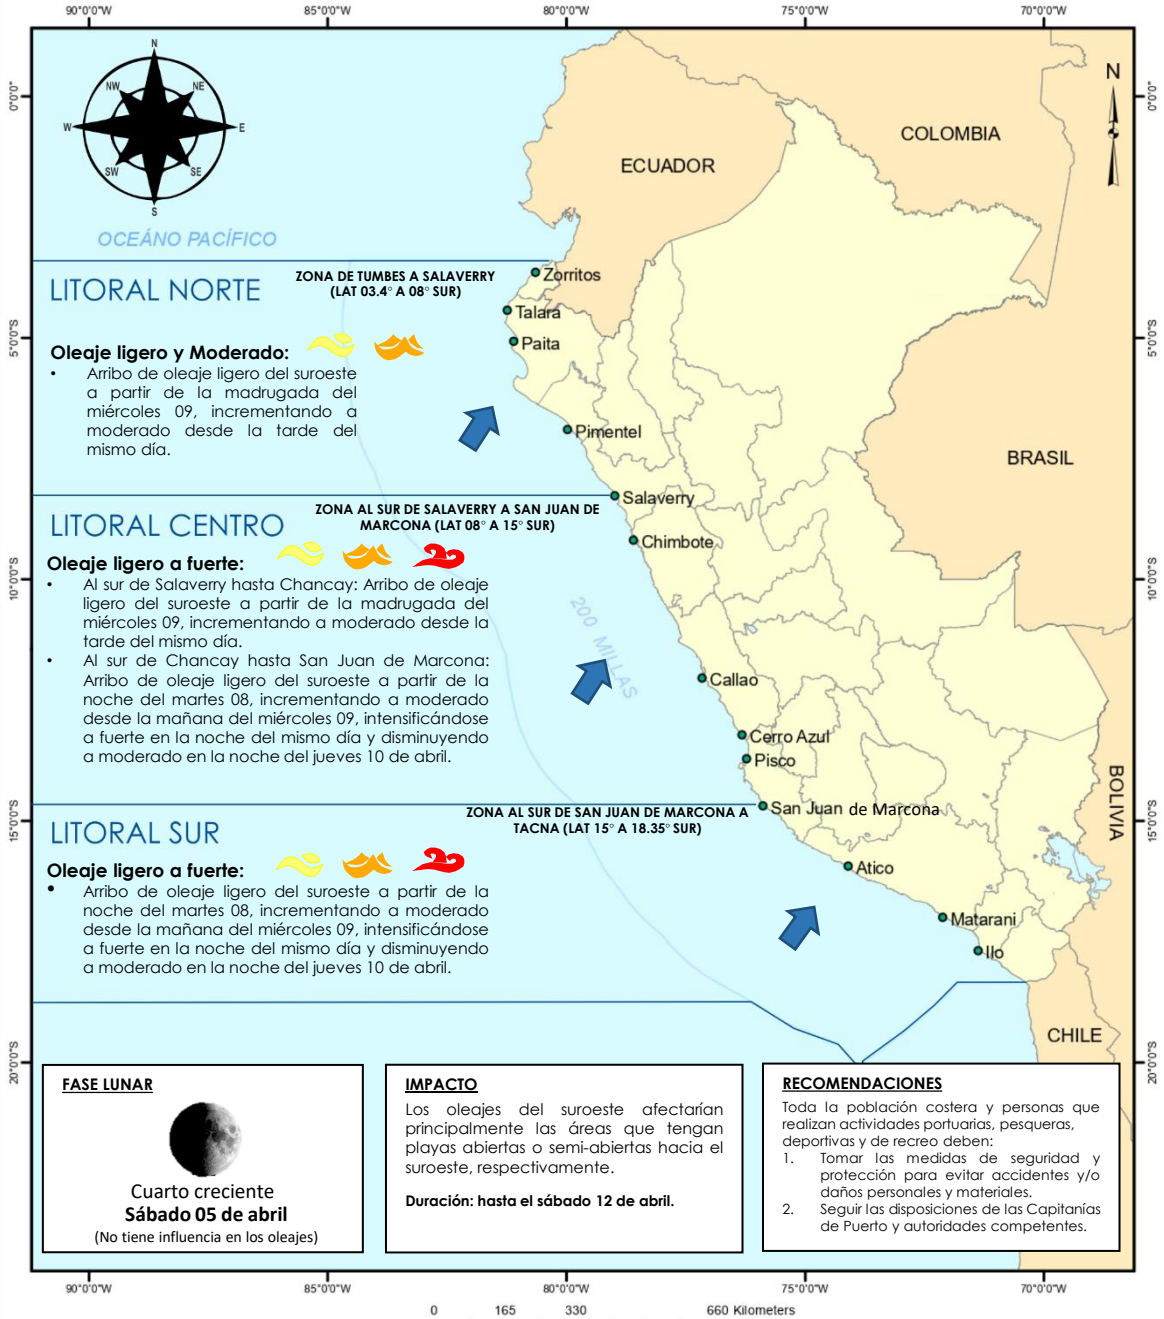 90°0'0"W 85°0'0"W 80°0'0"W 75°0'0"W 70°0'0"W
0°0'0"
5°0'0"S
10°0'0"S
15°0'0"S
20°0'0"S
0°0'0"
5°0'0"S
10°0'0"S
15°0'0"S
20°0'0"S
N
NW NE
W E
SW SE
S
N
COLOMBIA
ECUADOR
BRASIL
BOLIVIA
CHILE
OCEÁNO PACÍFICO
200 MILLAS
LITORAL NORTE
ZONA DE TUMBES A SALAVERRY
(LAT 03.4° A 08° SUR)
Oleaje ligero y Moderado:
• Arribo de oleaje ligero del suroeste
a partir de la madrugada del
miércoles 09, incrementando a
moderado desde la tarde del
mismo día.
Zorritos
Talara
Paita
Pimentel
Salaverry
Chimbote
Callao
Cerro Azul
Pisco
San Juan de Marcona
Atico
Matarani
Ilo
LITORAL CENTRO
ZONA AL SUR DE SALAVERRY A SAN JUAN DE
MARCONA (LAT 08° A 15° SUR)
Oleaje ligero a fuerte:
• Al sur de Salaverry hasta Chancay: Arribo de oleaje
ligero del suroeste a partir de la madrugada del
miércoles 09, incrementando a moderado desde la
tarde del mismo día.
• Al sur de Chancay hasta San Juan de Marcona:
Arribo de oleaje ligero del suroeste a partir de la
noche del martes 08, incrementando a moderado
desde la mañana del miércoles 09, intensificándose
a fuerte en la noche del mismo día y disminuyendo
a moderado en la noche del jueves 10 de abril.
LITORAL SUR
ZONA AL SUR DE SAN JUAN DE MARCONA A
TACNA (LAT 15° A 18.35° SUR)
Oleaje ligero a fuerte:
• Arribo de oleaje ligero del suroeste a partir de la
noche del martes 08, incrementando a moderado
desde la mañana del miércoles 09, intensificándose
a fuerte en la noche del mismo día y disminuyendo
a moderado en la noche del jueves 10 de abril.
FASE LUNAR
Cuarto creciente
Sábado 05 de abril
(No tiene influencia en los oleajes)
IMPACTO
Los oleajes del suroeste afectarían
principalmente las áreas que tengan
playas abiertas o semi-abiertas hacia el
suroeste, respectivamente.
Duración: hasta el sábado 12 de abril.
RECOMENDACIONES
Toda la población costera y personas que
realizan actividades portuarias, pesqueras,
deportivas y de recreo deben:
1. Tomar las medidas de seguridad y
protección para evitar accidentes y/o
daños personales y materiales.
2. Seguir las disposiciones de las Capitanías
de Puerto y autoridades competentes.
90°0'0"W 85°0'0"W 80°0'0"W 75°0'0"W 70°0'0"W
0 165 330 660 Kilometers